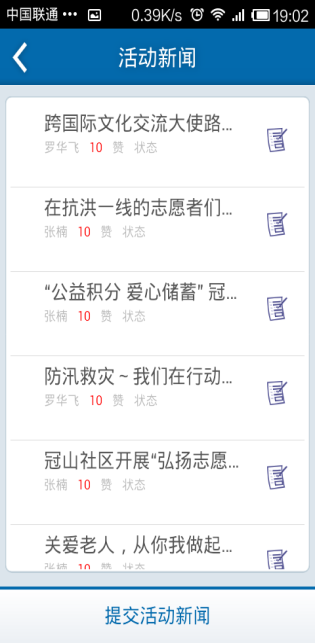 中国联通 ••• 0.39K/s 19:02
活动新闻
跨国际文化交流大使路...
罗华飞 10 赞 状态
在抗洪一线的志愿者们...
张楠 10 赞 状态
“公益积分 爱心储蓄” 冠...
张楠 10 赞 状态
防汛救灾～我们在行动...
罗华飞 10 赞 状态
冠山社区开展“弘扬志愿...
张楠 10 赞 状态
关爱老人，从你我做起...
张楠 10 赞 状态
提交活动新闻